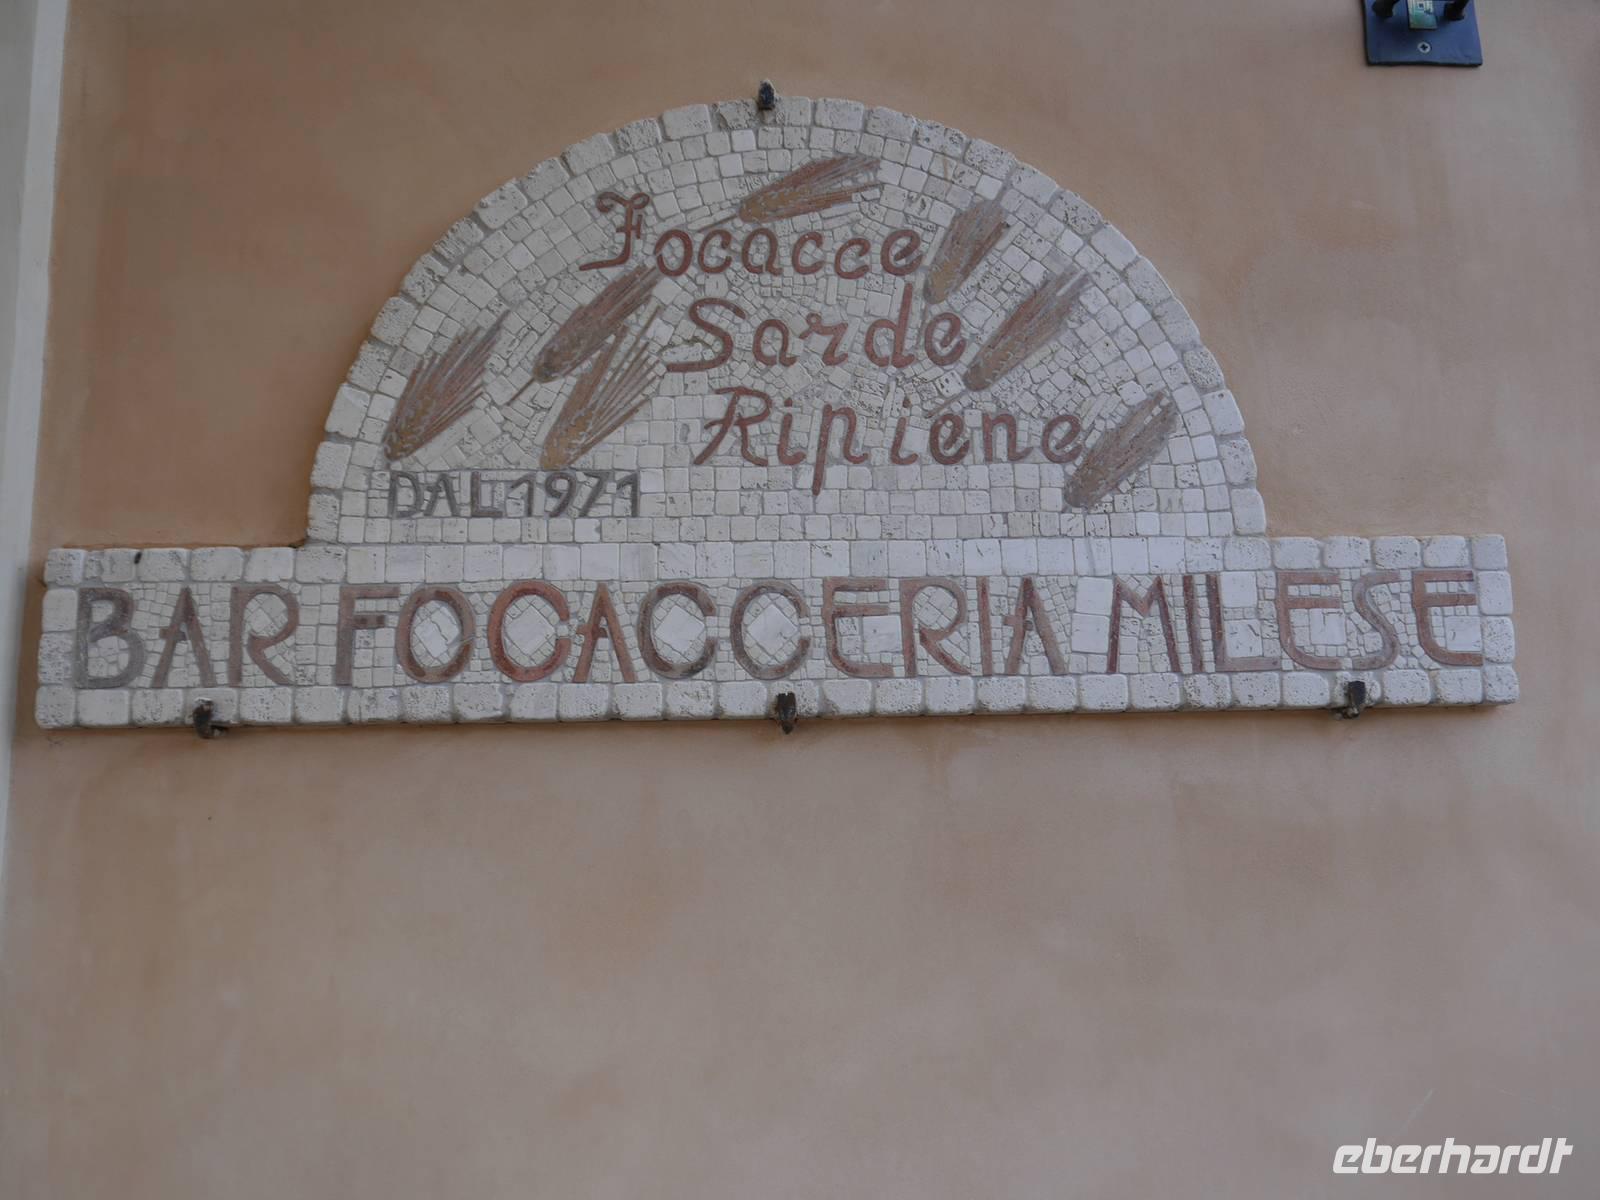 Focacce
Sarde
Ripiene
DAL 1971
BAR FOCACCERIA MILESE
eberhardt